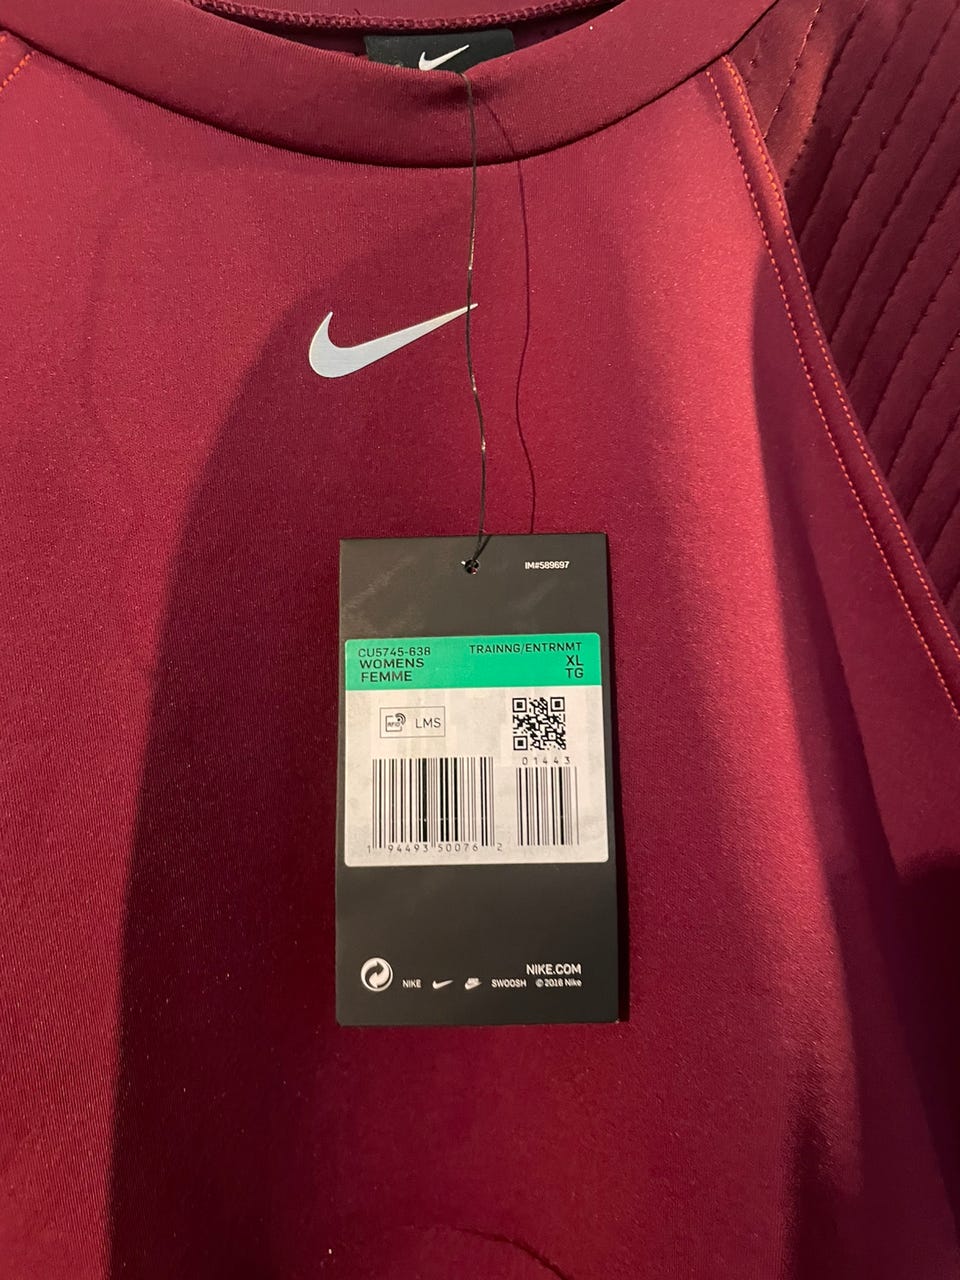 IM#589697
CU5745-638 TRAINNG/ENTRNMT
WOMENS XL
FEMME TG
RFID LMS
01443
1 94493 50076 2
NIKE.COM
NIKE SWOOSH © 2018 Nike